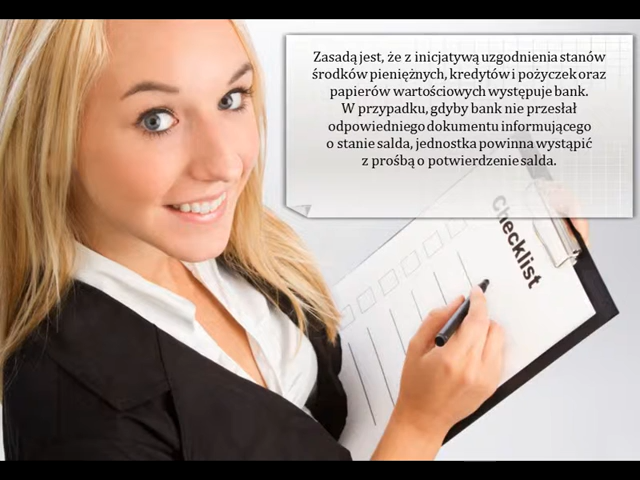 Zasadą jest, że z inicjatywą uzgodnienia stanów
środków pieniężnych, kredytów i pożyczek oraz
papierów wartościowych występuje bank.
W przypadku, gdyby bank nie przesłał
odpowiedniego dokumentu informującego
o stanie salda, jednostka powinna wystąpić
z prośbą o potwierdzenie salda.
Checklist